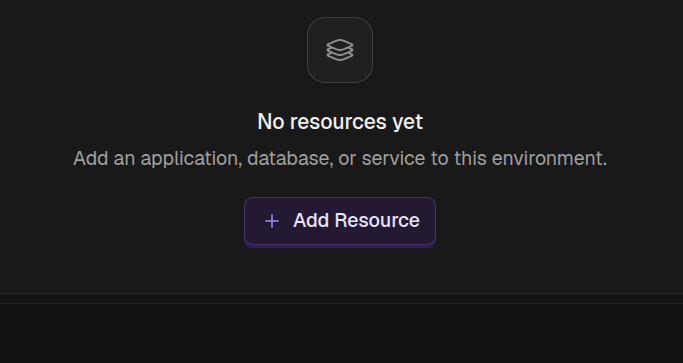 No resources yet
Add an application, database, or service to this environment.
+ Add Resource